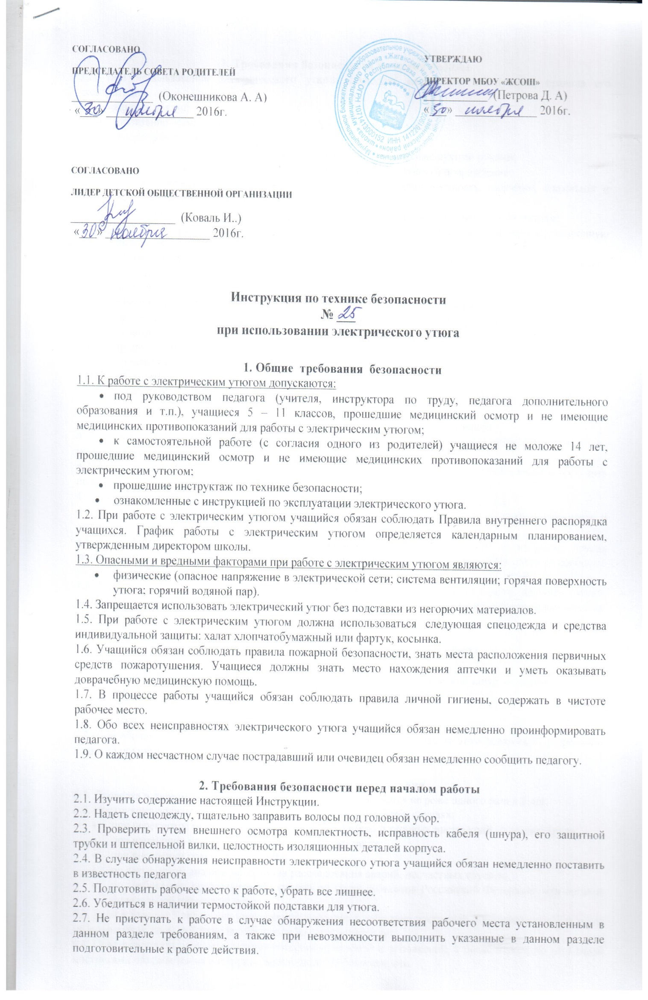 СОГЛАСОВАНО
ПРЕДСЕДАТЕЛЬ СОВЕТА РОДИТЕЛЕЙ
(Оконешникова А. А)
«30» ноября 2016г.
УТВЕРЖДАЮ
ДИРЕКТОР МБОУ «ЖСОШ»
(Петрова Д. А)
«30» ноября 2016г.
Муниципальное бюджетное общеобразовательное учреждение
муниципального района «Жиганский
Республики Саха
ОГРН 1071413000152 ИНН 1412261902
СОГЛАСОВАНО
ЛИДЕР ДЕТСКОЙ ОБЩЕСТВЕННОЙ ОРГАНИЗАЦИИ
(Коваль И..)
«30» ноября 2016г.
Инструкция по технике безопасности
№ 25
при использовании электрического утюга
1. Общие требования безопасности
1.1. К работе с электрическим утюгом допускаются:
• под руководством педагога (учителя, инструктора по труду, педагога дополнительного
образования и т.п.), учащиеся 5 – 11 классов, прошедшие медицинский осмотр и не имеющие
медицинских противопоказаний для работы с электрическим утюгом;
• к самостоятельной работе (с согласия одного из родителей) учащиеся не моложе 14 лет,
прошедшие медицинский осмотр и не имеющие медицинских противопоказаний для работы с
электрическим утюгом;
• прошедшие инструктаж по технике безопасности;
• ознакомленные с инструкцией по эксплуатации электрического утюга.
1.2. При работе с электрическим утюгом учащийся обязан соблюдать Правила внутреннего распорядка
учащихся. График работы с электрическим утюгом определяется календарным планированием,
утвержденным директором школы.
1.3. Опасными и вредными факторами при работе с электрическим утюгом являются:
• физические (опасное напряжение в электрической сети; система вентиляции; горячая поверхность
утюга; горячий водяной пар).
1.4. Запрещается использовать электрический утюг без подставки из негорючих материалов.
1.5. При работе с электрическим утюгом должна использоваться следующая спецодежда и средства
индивидуальной защиты: халат хлопчатобумажный или фартук, косынка.
1.6. Учащийся обязан соблюдать правила пожарной безопасности, знать места расположения первичных
средств пожаротушения. Учащиеся должны знать место нахождения аптечки и уметь оказывать
доврачебную медицинскую помощь.
1.7. В процессе работы учащийся обязан соблюдать правила личной гигиены, содержать в чистоте
рабочее место.
1.8. Обо всех неисправностях электрического утюга учащийся обязан немедленно проинформировать
педагога.
1.9. О каждом несчастном случае пострадавший или очевидец обязан немедленно сообщить педагогу.
2. Требования безопасности перед началом работы
2.1. Изучить содержание настоящей Инструкции.
2.2. Надеть спецодежду, тщательно заправить волосы под головной убор.
2.3. Проверить путем внешнего осмотра комплектность, исправность кабеля (шнура), его защитной
трубки и штепсельной вилки, целостность изоляционных деталей корпуса.
2.4. В случае обнаружения неисправности электрического утюга учащийся обязан немедленно поставить
в известность педагога
2.5. Подготовить рабочее место к работе, убрать все лишнее.
2.6. Убедиться в наличии термостойкой подставки для утюга.
2.7. Не приступать к работе в случае обнаружения несоответствия рабочего места установленным в
данном разделе требованиям, а также при невозможности выполнить указанные в данном разделе
подготовительные к работе действия.